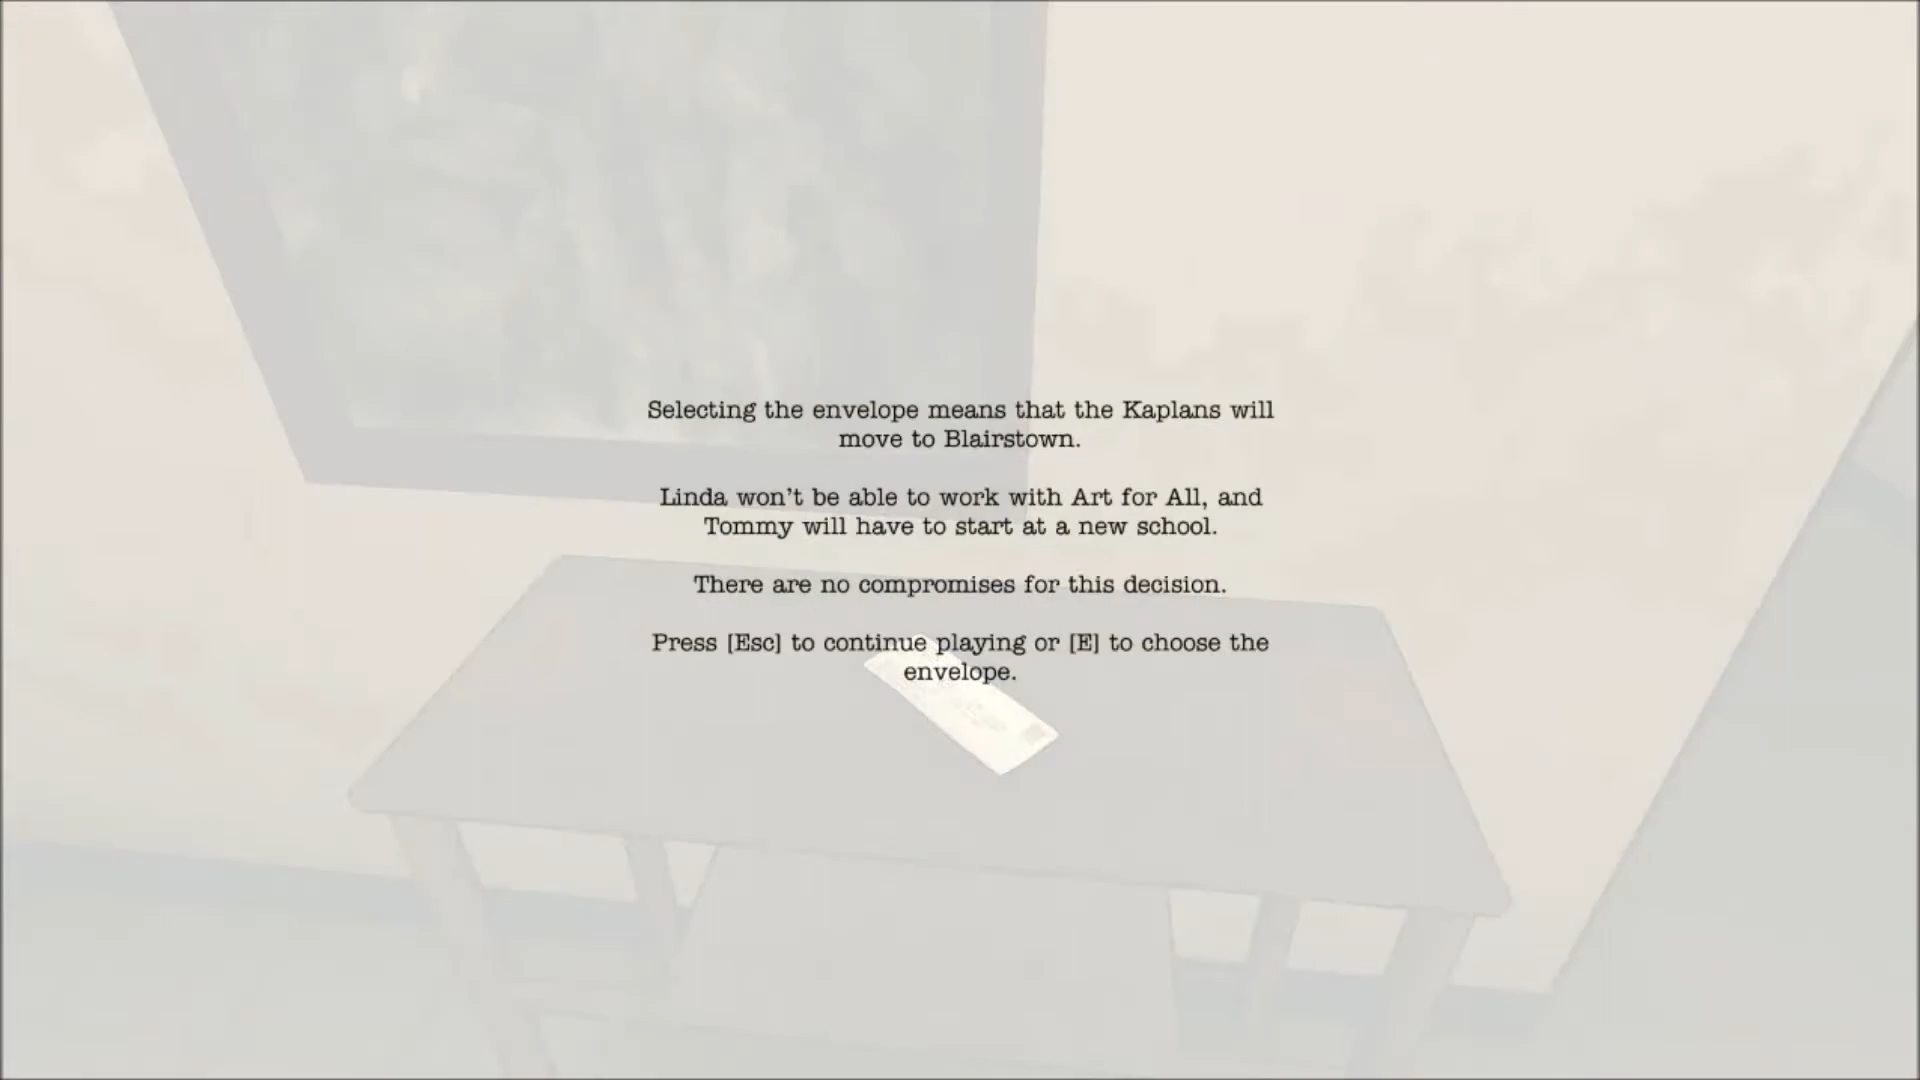 Selecting the envelope means that the Kaplans will
move to Blairstown.
Linda won't be able to work with Art for All, and
Tommy will have to start at a new school.
There are no compromises for this decision.
Press [Esc] to continue playing or [E] to choose the
envelope.